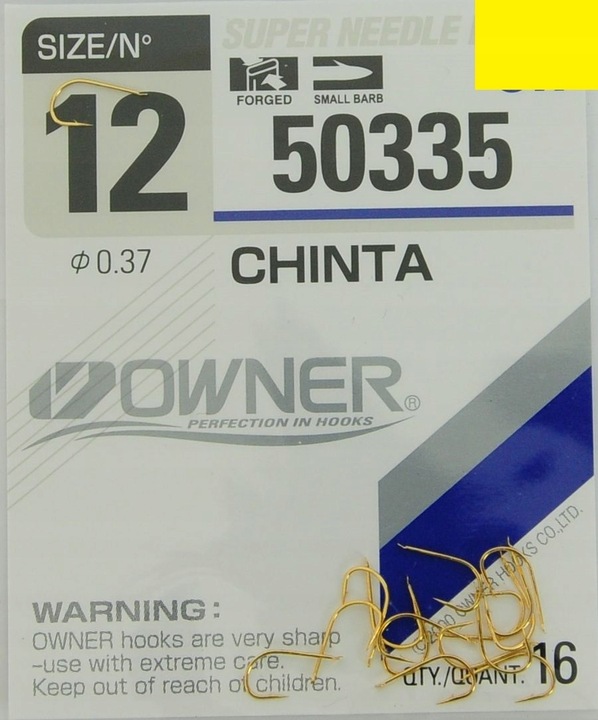 SIZE/Nº
SUPER NEEDLE
12
FORGED
SMALL BARB
50335
φ 0.37
CHINTA
OWNER®
PERFECTION IN HOOKS
WARNING:
OWNER hooks are very sharp
-use with extreme care.
Keep out of reach of children.
© 2000 OWNER HOOKS CO.,LTD.
QTY./QUANT. 16